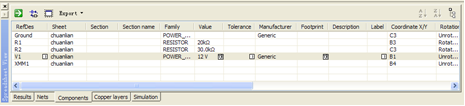 Export
RefDes Sheet Section Section name Family Value Tolerance Manufacturer Footprint Description Label Coordinate X/Y Rotation
Ground chuanlian POWER_... Generic C3 Unrot...
R1 chuanlian RESISTOR 20kΩ B3 Rotat...
R2 chuanlian RESISTOR 30.0kΩ C3 Rotat...
V1 chuanlian POWER_... 12 V Generic B1 Unrot...
XMM1 chuanlian B4 Unrot...
Results Nets Components Copper layers Simulation
Spreadsheet View